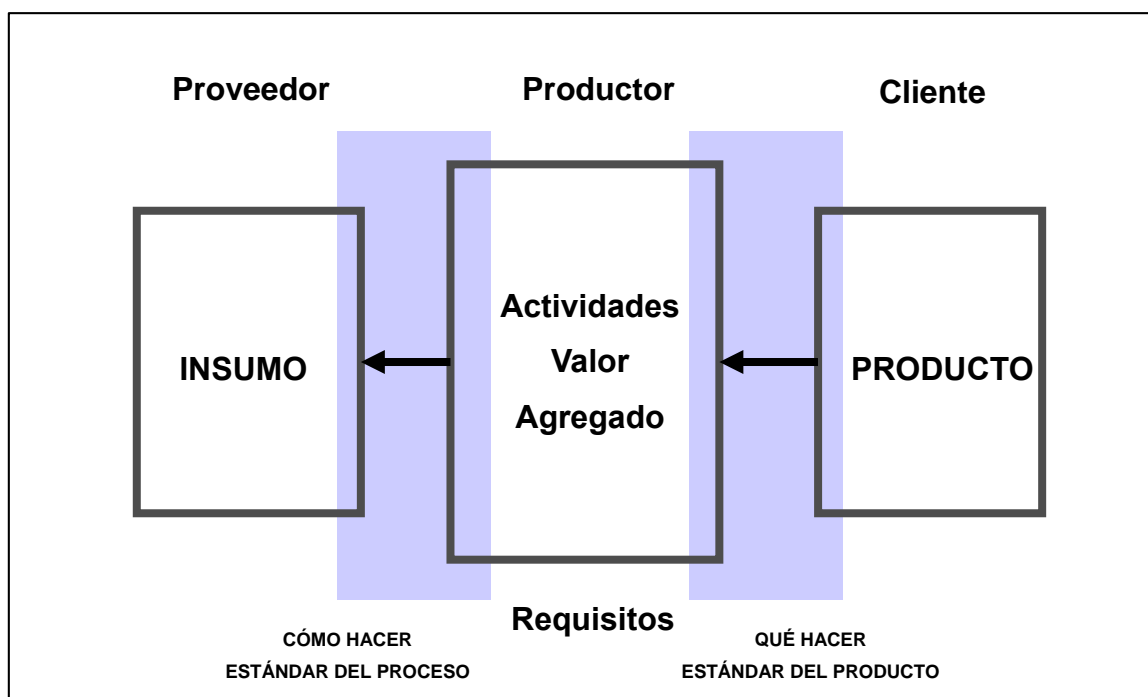 Proveedor
Productor
Cliente
INSUMO
Actividades
Valor
Agregado
PRODUCTO
Requisitos
CÓMO HACER
ESTÁNDAR DEL PROCESO
QUÉ HACER
ESTÁNDAR DEL PRODUCTO